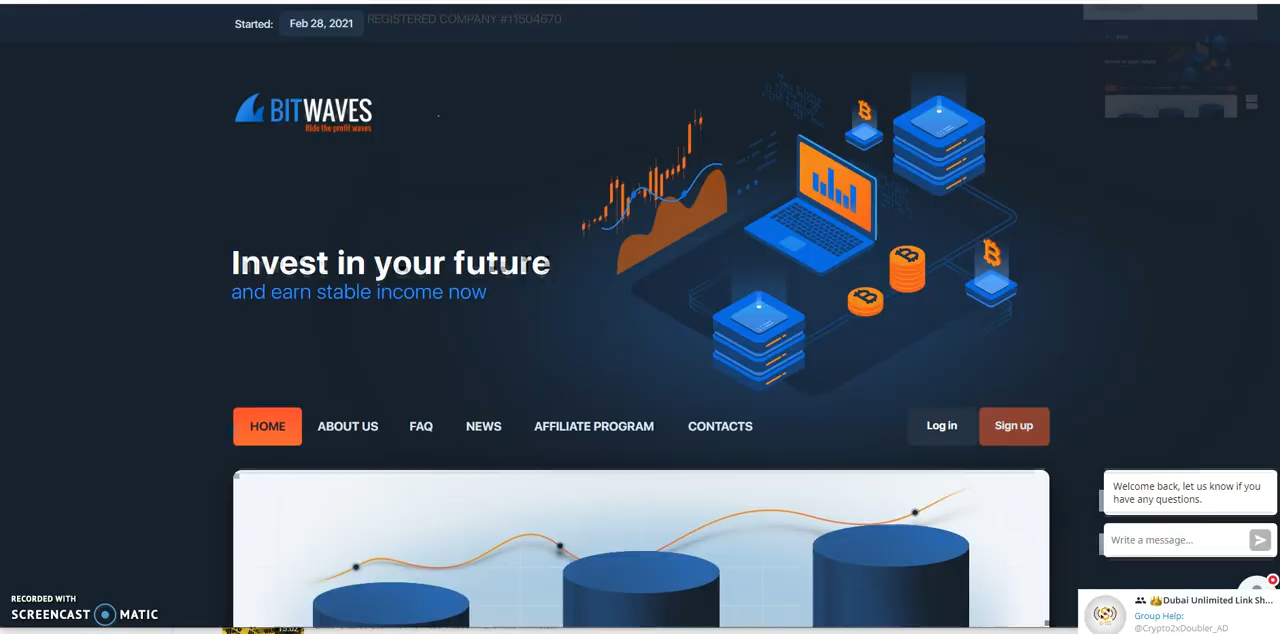 Started: Feb 28, 2021 REGISTERED COMPANY #11504670
BITWAVES
Ride the profit waves
Invest in your future
and earn stable income now
HOME ABOUT US FAQ NEWS AFFILIATE PROGRAM CONTACTS Log in Sign up
Welcome back, let us know if you
have any questions.
Write a message...
RECORDED WITH
SCREENCAST MATIC
Dubai Unlimited Link Sh...
Group Help:
@Crypto2xDoubler_AD